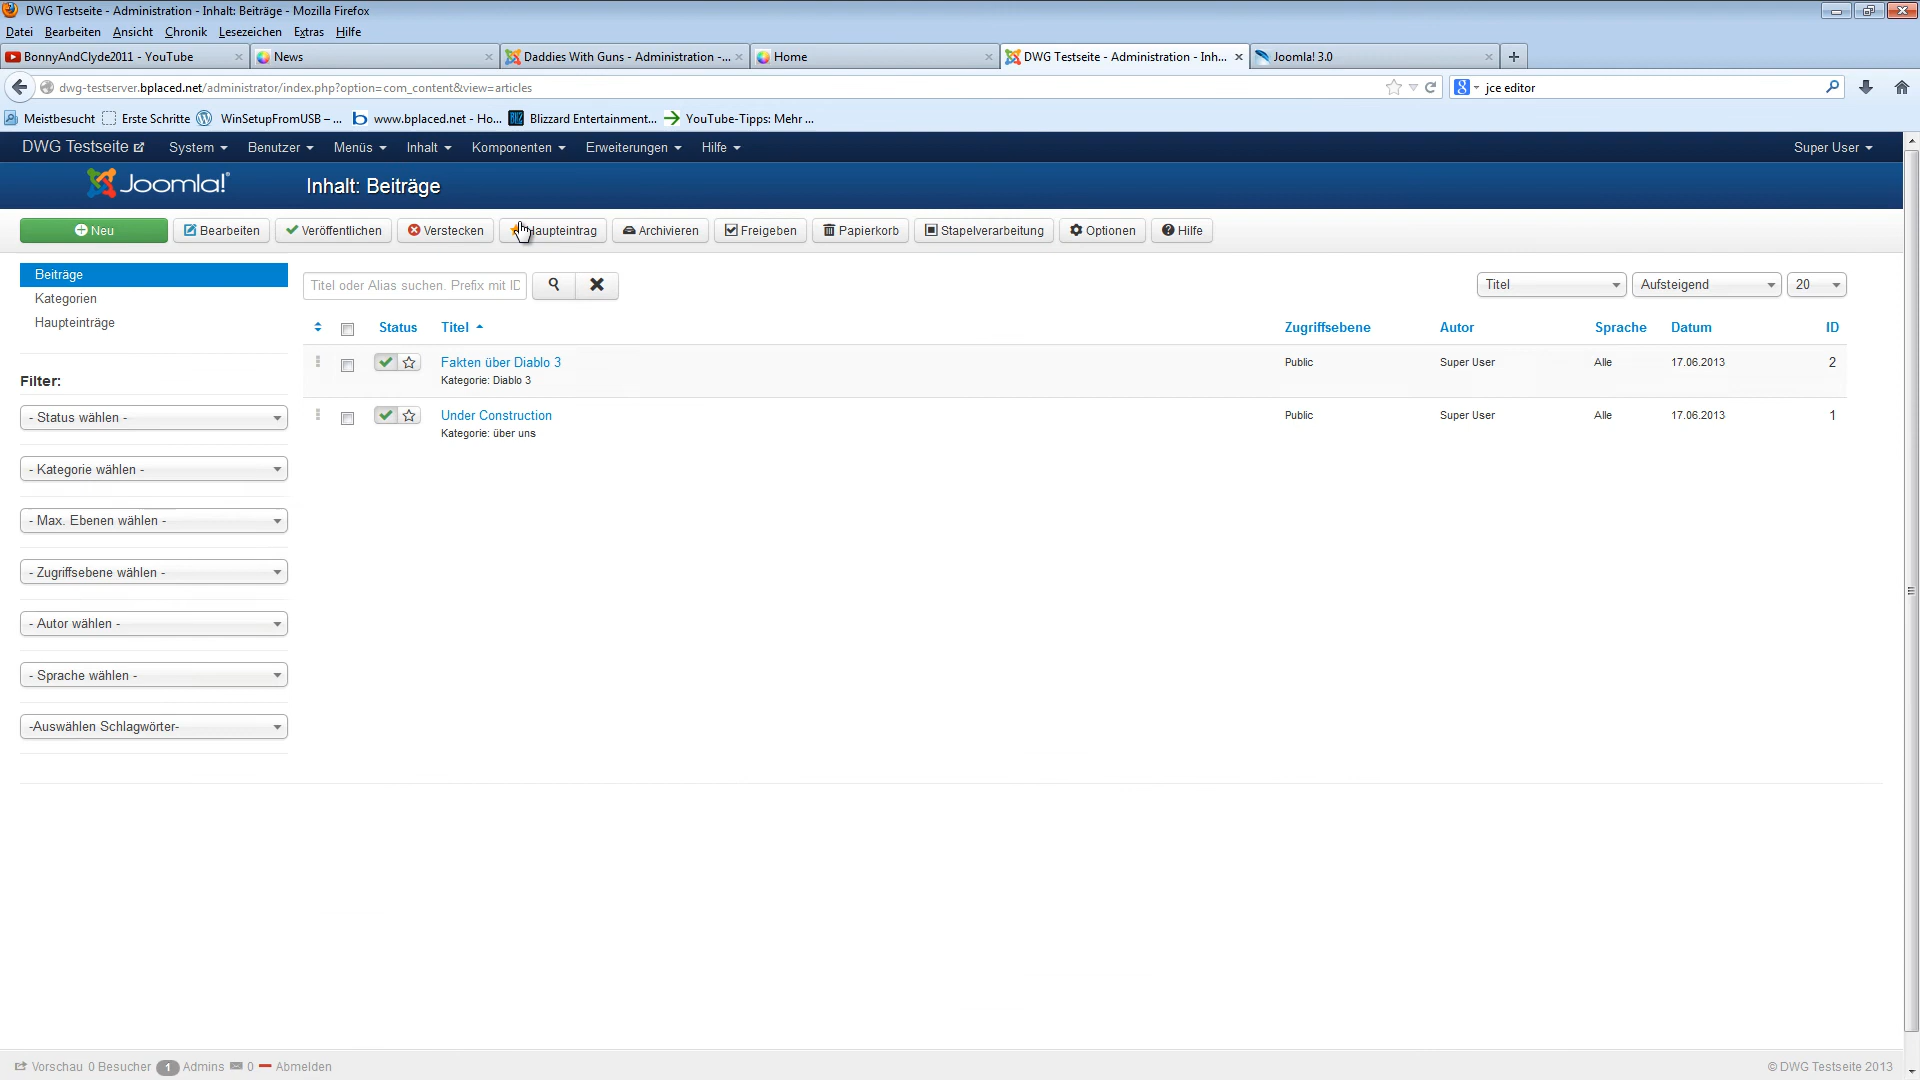 DWG Testseite - Administration - Inhalt: Beiträge - Mozilla Firefox
Datei Bearbeiten Ansicht Chronik Lesezeichen Extras Hilfe
BonnyAndClyde2011 - YouTube News Daddies With Guns - Administration -... Home DWG Testseite - Administration - Inh... Joomla! 3.0
dwg-testserver.bplaced.net/administrator/index.php?option=com_content&view=articles jce editor
Meistbesucht Erste Schritte WinSetupFromUSB – ... www.bplaced.net - Ho... Blizzard Entertainment... YouTube-Tipps: Mehr ...
DWG Testseite System Benutzer Menüs Inhalt Komponenten Erweiterungen Hilfe Super User
Joomla!® Inhalt: Beiträge
Neu Bearbeiten Veröffentlichen Verstecken Haupteintrag Archivieren Freigeben Papierkorb Stapelverarbeitung Optionen Hilfe
Beiträge
Kategorien
Haupteinträge
Filter:
- Status wählen -
- Kategorie wählen -
- Max. Ebenen wählen -
- Zugriffsebene wählen -
- Autor wählen -
- Sprache wählen -
-Auswählen Schlagwörter-
Titel oder Alias suchen. Prefix mit ID Titel Aufsteigend 20
Status Titel Zugriffsebene Autor Sprache Datum ID
Fakten über Diablo 3 Public Super User Alle 17.06.2013 2
Kategorie: Diablo 3
Under Construction Public Super User Alle 17.06.2013 1
Kategorie: über uns
Vorschau 0 Besucher 1 Admins 0 Abmelden © DWG Testseite 2013